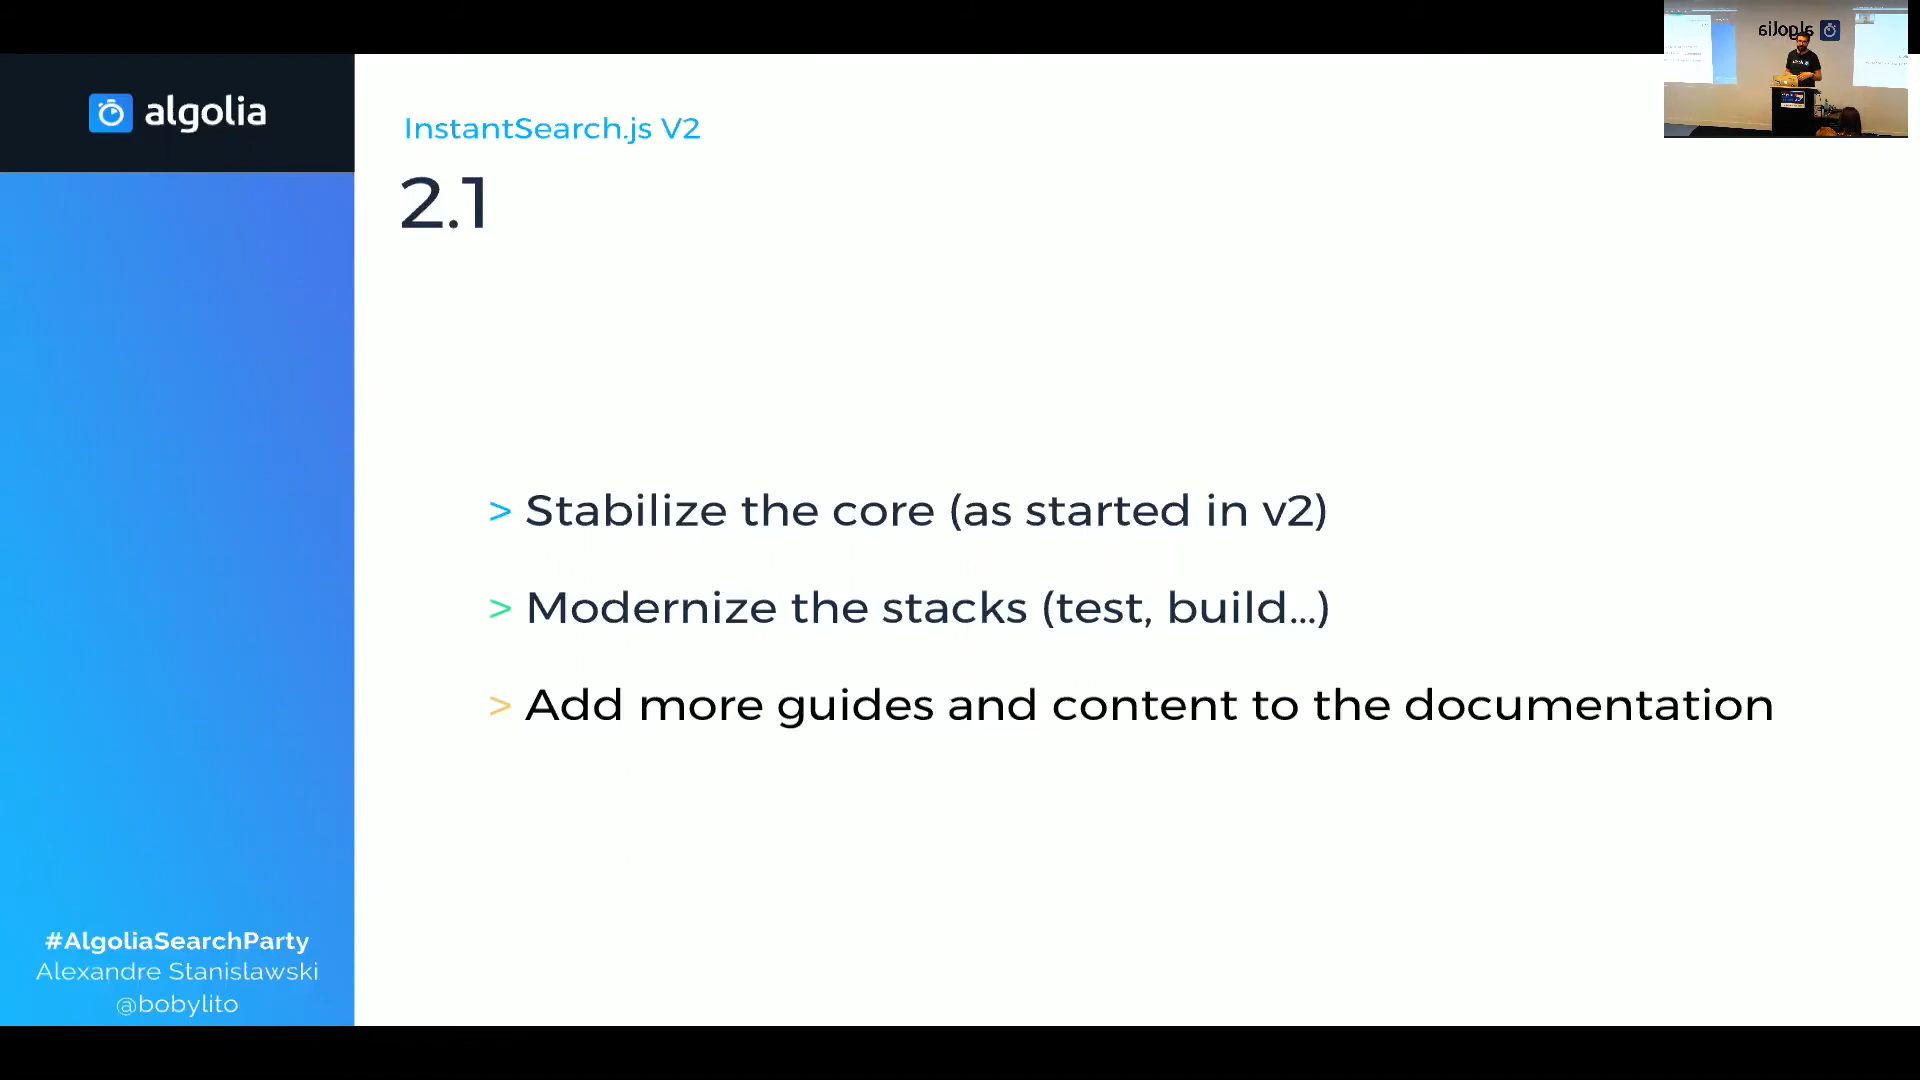 algolia
InstantSearch.js V2
2.1
> Stabilize the core (as started in v2)
> Modernize the stacks (test, build...)
> Add more guides and content to the documentation
#AlgoliaSearchParty
Alexandre Stanislawski
@bobylito
algolia